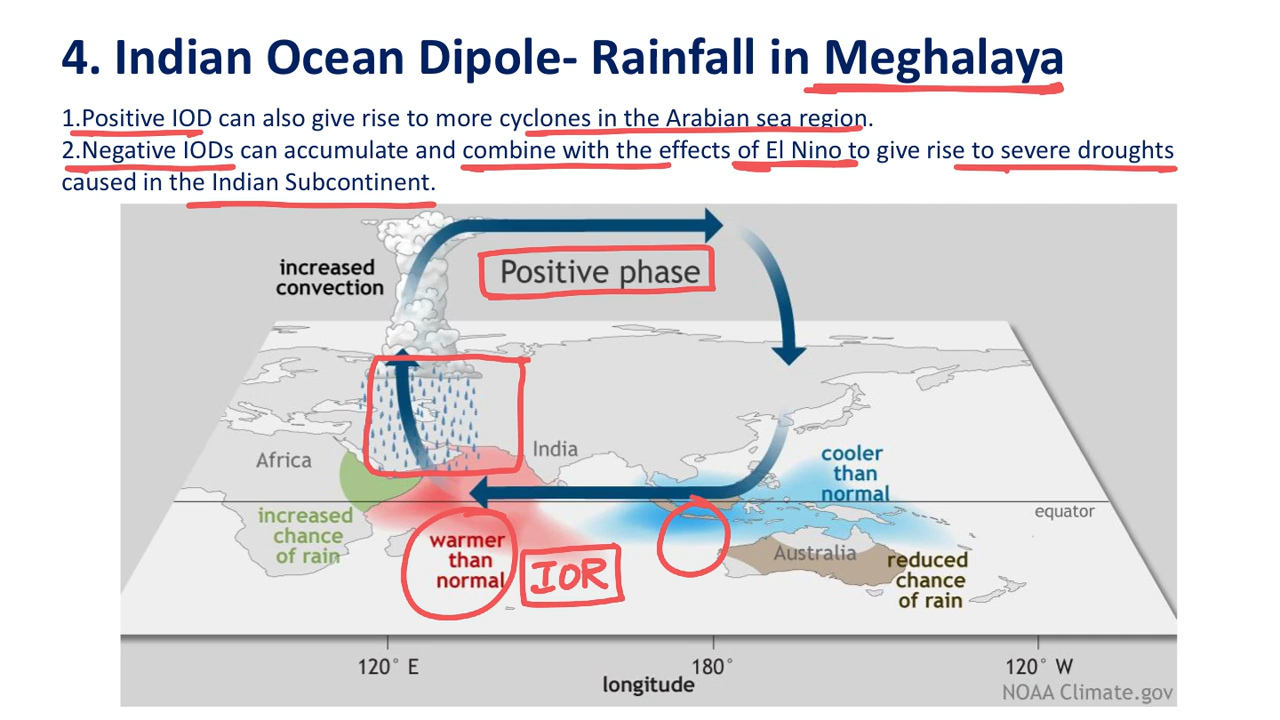 4. Indian Ocean Dipole- Rainfall in Meghalaya
1.Positive IOD can also give rise to more cyclones in the Arabian sea region.
2.Negative IODs can accumulate and combine with the effects of El Nino to give rise to severe droughts
caused in the Indian Subcontinent.
increased
convection
Positive phase
Africa
India
cooler
than
normal
equator
increased
chance
of rain
warmer
than
normal
IOR
Australia
reduced
chance
of rain
120° E
180°
120° W
longitude
NOAA Climate.gov